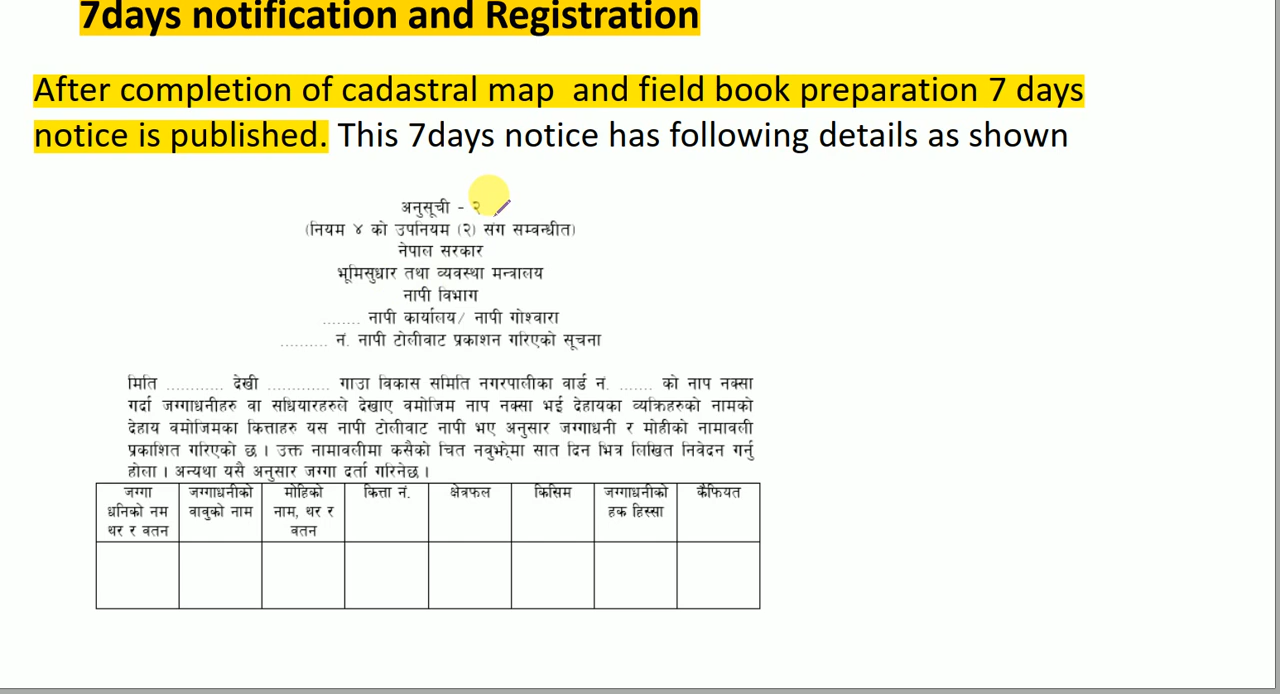 7days notification and Registration
After completion of cadastral map and field book preparation 7 days
notice is published. This 7days notice has following details as shown
अनुसूची - २
(नियम ४ को उपनियम (२) संग सम्वन्धीत)
नेपाल सरकार
भूमिसुधार तथा व्यवस्था मन्त्रालय
नापी विभाग
........ नापी कार्यालय/ नापी गोश्वारा
.......... नं. नापी टोलीवाट प्रकाशन गरिएको सूचना
मिति ............ देखी ............. गाउा विकास समिति नगरपालीका वार्ड नं. ....... को नाप नक्सा
गर्दा जग्गाधनीहरु वा सधियारहरुले देखाए वमोजिम नाप नक्सा भई देहायका व्यक्तिहरुको नामको
देहाय वमोजिमका कित्ताहरु यस नापी टोलीवाट नापी भए अनुसार जग्गाधनी र मोहीको नामावली
प्रकाशित गरिएको छ । उक्त नामावलीमा कसैको चित नवुझेमा सात दिन भित्र लिखित निवेदन गर्नु
होला । अन्यथा यसै अनुसार जग्गा दर्ता गरिनेछ ।
जग्गा धनिको नम थर र वतन
जग्गाधनीको वावुको नाम
मोहिको नाम, थर र वतन
कित्ता नं.
क्षेत्रफल
किसिम
जग्गाधनीको हक हिस्सा
कैफियत